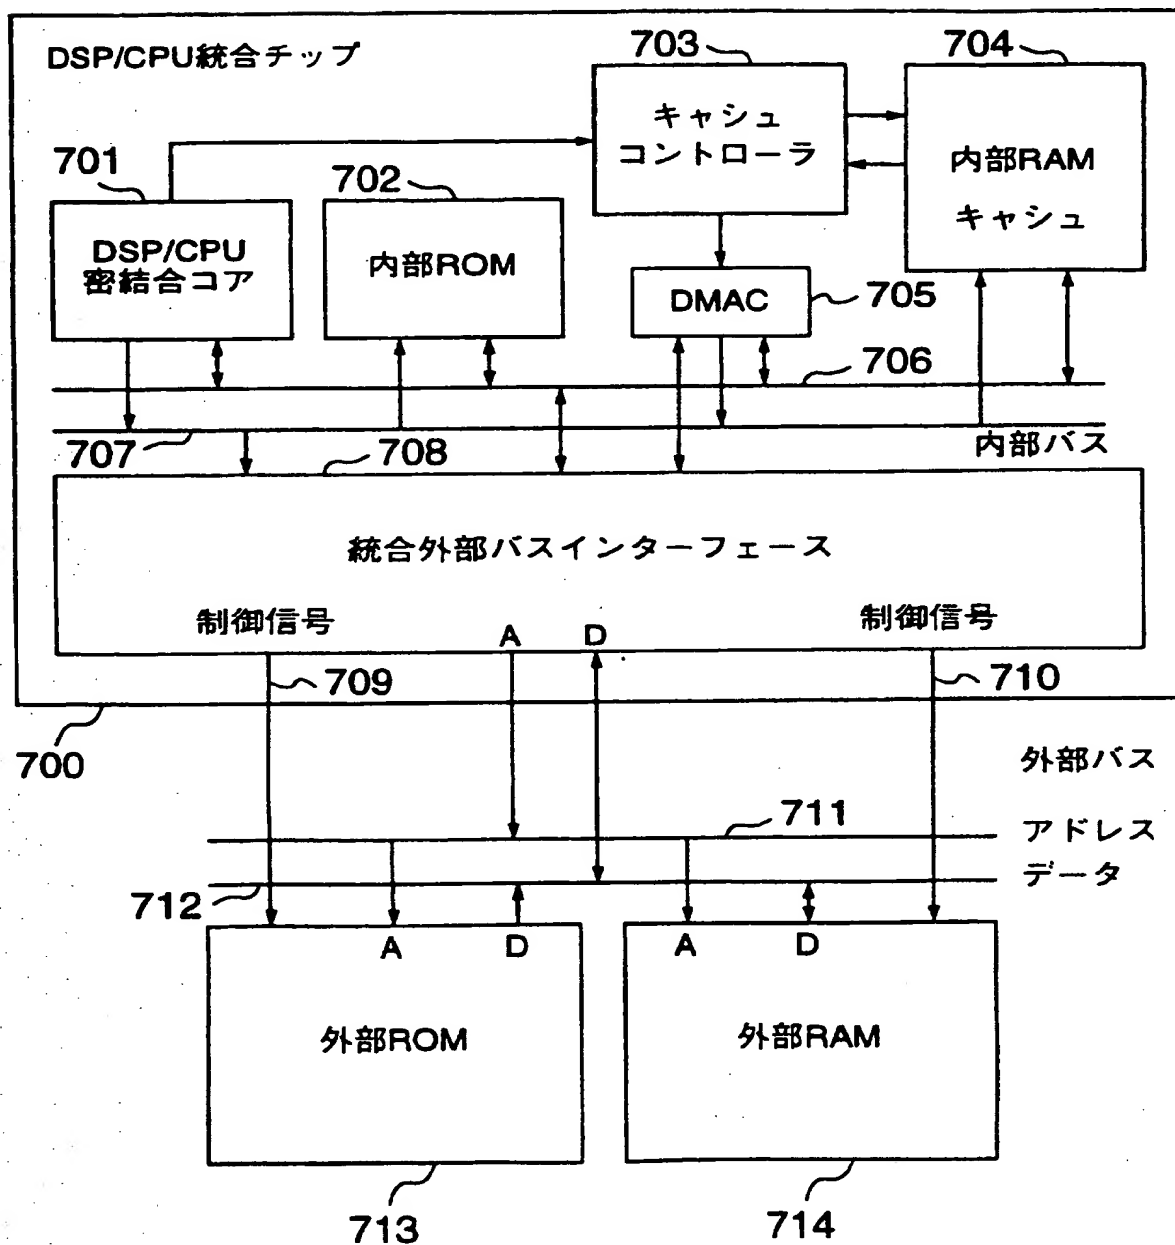 DSP/CPU統合チップ
703
704
キャシュ
コントローラ
内部RAM
キャシュ
701
702
DSP/CPU
密結合コア
内部ROM
DMAC
705
706
707
708
内部バス
統合外部バスインターフェース
制御信号
A
D
制御信号
709
710
700
外部バス
711
アドレス
データ
712
A
D
A
D
外部ROM
外部RAM
713
714